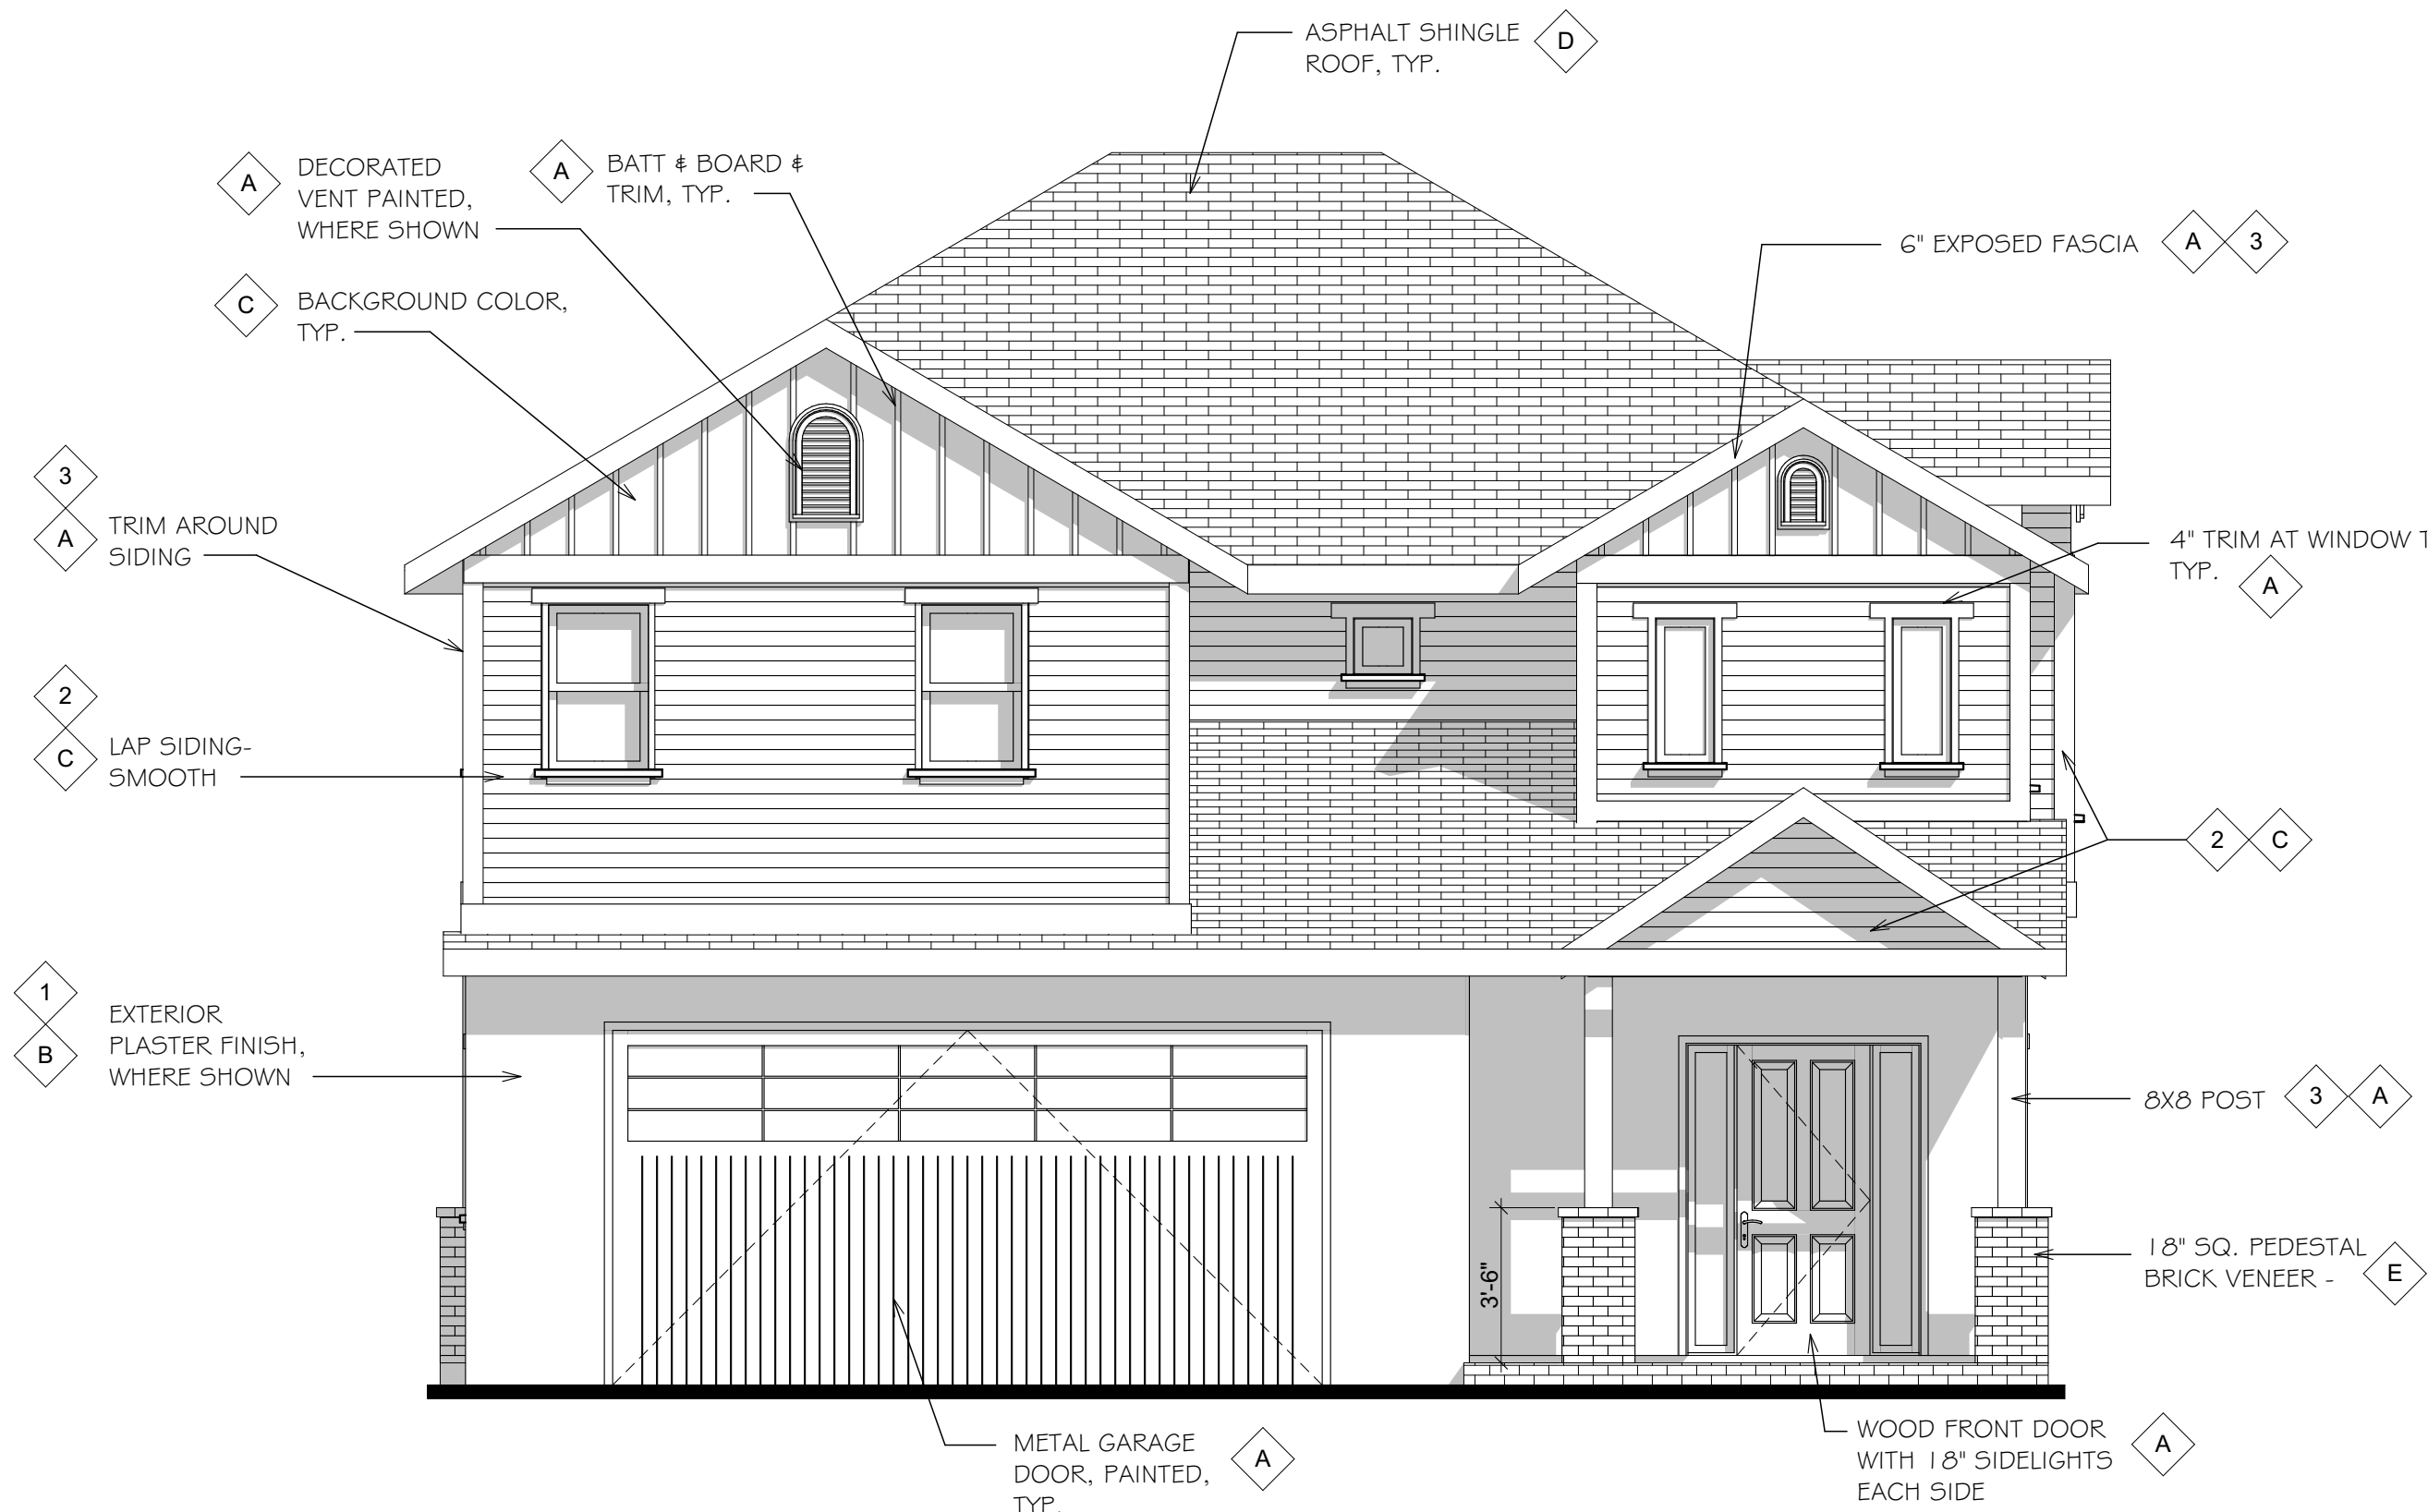 ASPHALT SHINGLE
ROOF, TYP.
D
A
DECORATED
VENT PAINTED,
WHERE SHOWN
A
BATT & BOARD &
TRIM, TYP.
6" EXPOSED FASCIA
A
3
C
BACKGROUND COLOR,
TYP.
3
A
TRIM AROUND
SIDING
4" TRIM AT WINDOW
TYP.
A
2
C
LAP SIDING-
SMOOTH
2
C
1
B
EXTERIOR
PLASTER FINISH,
WHERE SHOWN
8X8 POST
3
A
3'-6"
18" SQ. PEDESTAL
BRICK VENEER -
E
METAL GARAGE
DOOR, PAINTED,
TYP.
A
WOOD FRONT DOOR
WITH 18" SIDELIGHTS
EACH SIDE
A